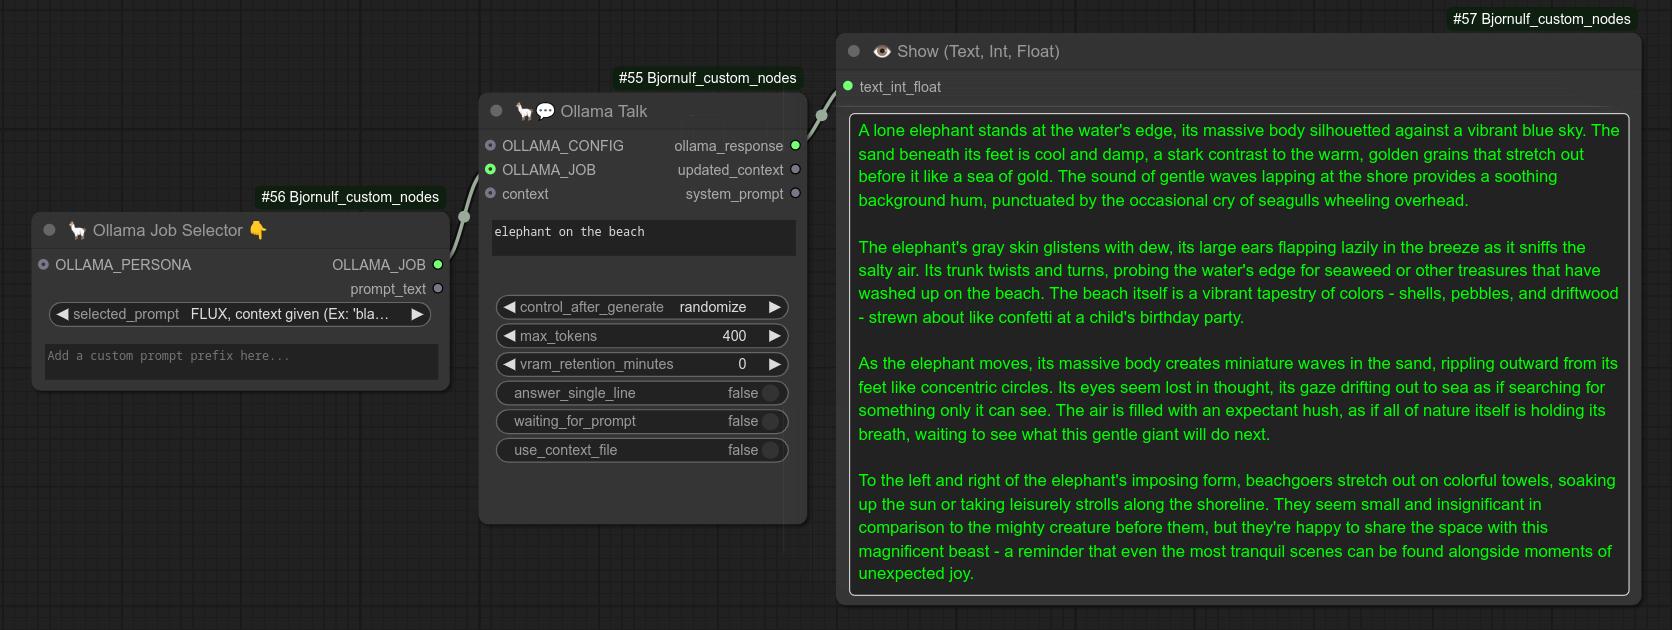 #57 Bjornulf_custom_nodes
Show (Text, Int, Float)
text_int_float
#55 Bjornulf_custom_nodes
Ollama Talk
OLLAMA_CONFIG ollama_response
OLLAMA_JOB updated_context
context system_prompt
elephant on the beach
control_after_generate randomize
max_tokens 400
vram_retention_minutes 0
answer_single_line false
waiting_for_prompt false
use_context_file false
#56 Bjornulf_custom_nodes
Ollama Job Selector
OLLAMA_PERSONA OLLAMA_JOB
prompt_text
selected_prompt FLUX, context given (Ex: 'bla…
Add a custom prompt prefix here...
A lone elephant stands at the water's edge, its massive body silhouetted against a vibrant blue sky. The
sand beneath its feet is cool and damp, a stark contrast to the warm, golden grains that stretch out
before it like a sea of gold. The sound of gentle waves lapping at the shore provides a soothing
background hum, punctuated by the occasional cry of seagulls wheeling overhead.
The elephant's gray skin glistens with dew, its large ears flapping lazily in the breeze as it sniffs the
salty air. Its trunk twists and turns, probing the water's edge for seaweed or other treasures that have
washed up on the beach. The beach itself is a vibrant tapestry of colors - shells, pebbles, and driftwood
- strewn about like confetti at a child's birthday party.
As the elephant moves, its massive body creates miniature waves in the sand, rippling outward from its
feet like concentric circles. Its eyes seem lost in thought, its gaze drifting out to sea as if searching for
something only it can see. The air is filled with an expectant hush, as if all of nature itself is holding its
breath, waiting to see what this gentle giant will do next.
To the left and right of the elephant's imposing form, beachgoers stretch out on colorful towels, soaking
up the sun or taking leisurely strolls along the shoreline. They seem small and insignificant in
comparison to the mighty creature before them, but they're happy to share the space with this
magnificent beast - a reminder that even the most tranquil scenes can be found alongside moments of
unexpected joy.